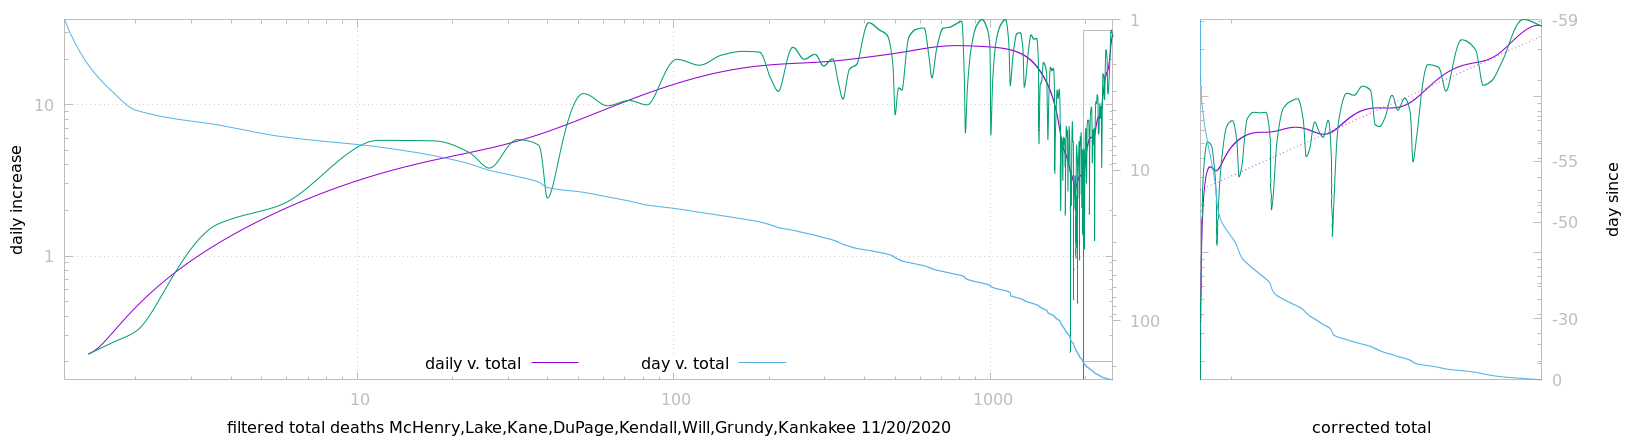 1
-59
10
daily increase
1
10
100
-55
-50
-30
0
day since
daily v. total
day v. total
10
100
1000
filtered total deaths McHenry,Lake,Kane,DuPage,Kendall,Will,Grundy,Kankakee 11/20/2020
corrected total